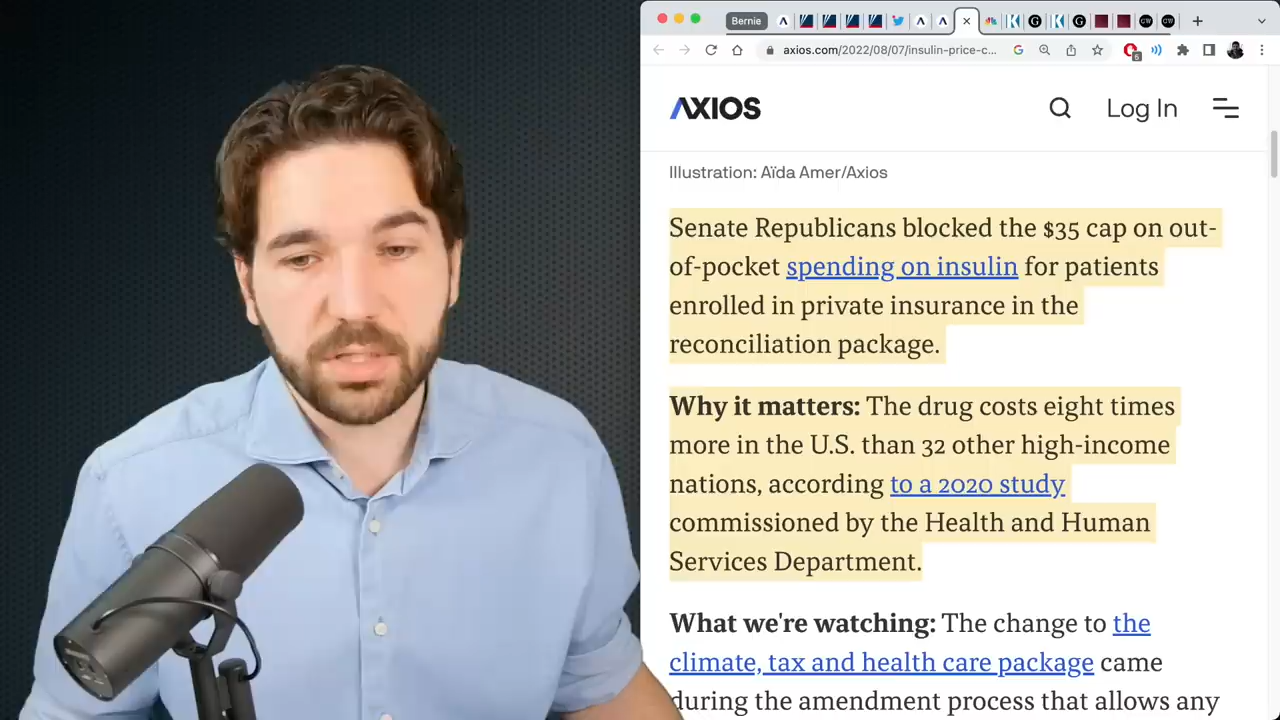 Bernie
axios.com/2022/08/07/insulin-price-c...
5
AXIOS
Log In
Illustration: Aïda Amer/Axios
Senate Republicans blocked the $35 cap on out-
of-pocket spending on insulin for patients
enrolled in private insurance in the
reconciliation package.
Why it matters: The drug costs eight times
more in the U.S. than 32 other high-income
nations, according to a 2020 study
commissioned by the Health and Human
Services Department.
What we're watching: The change to the
climate, tax and health care package came
during the amendment process that allows any